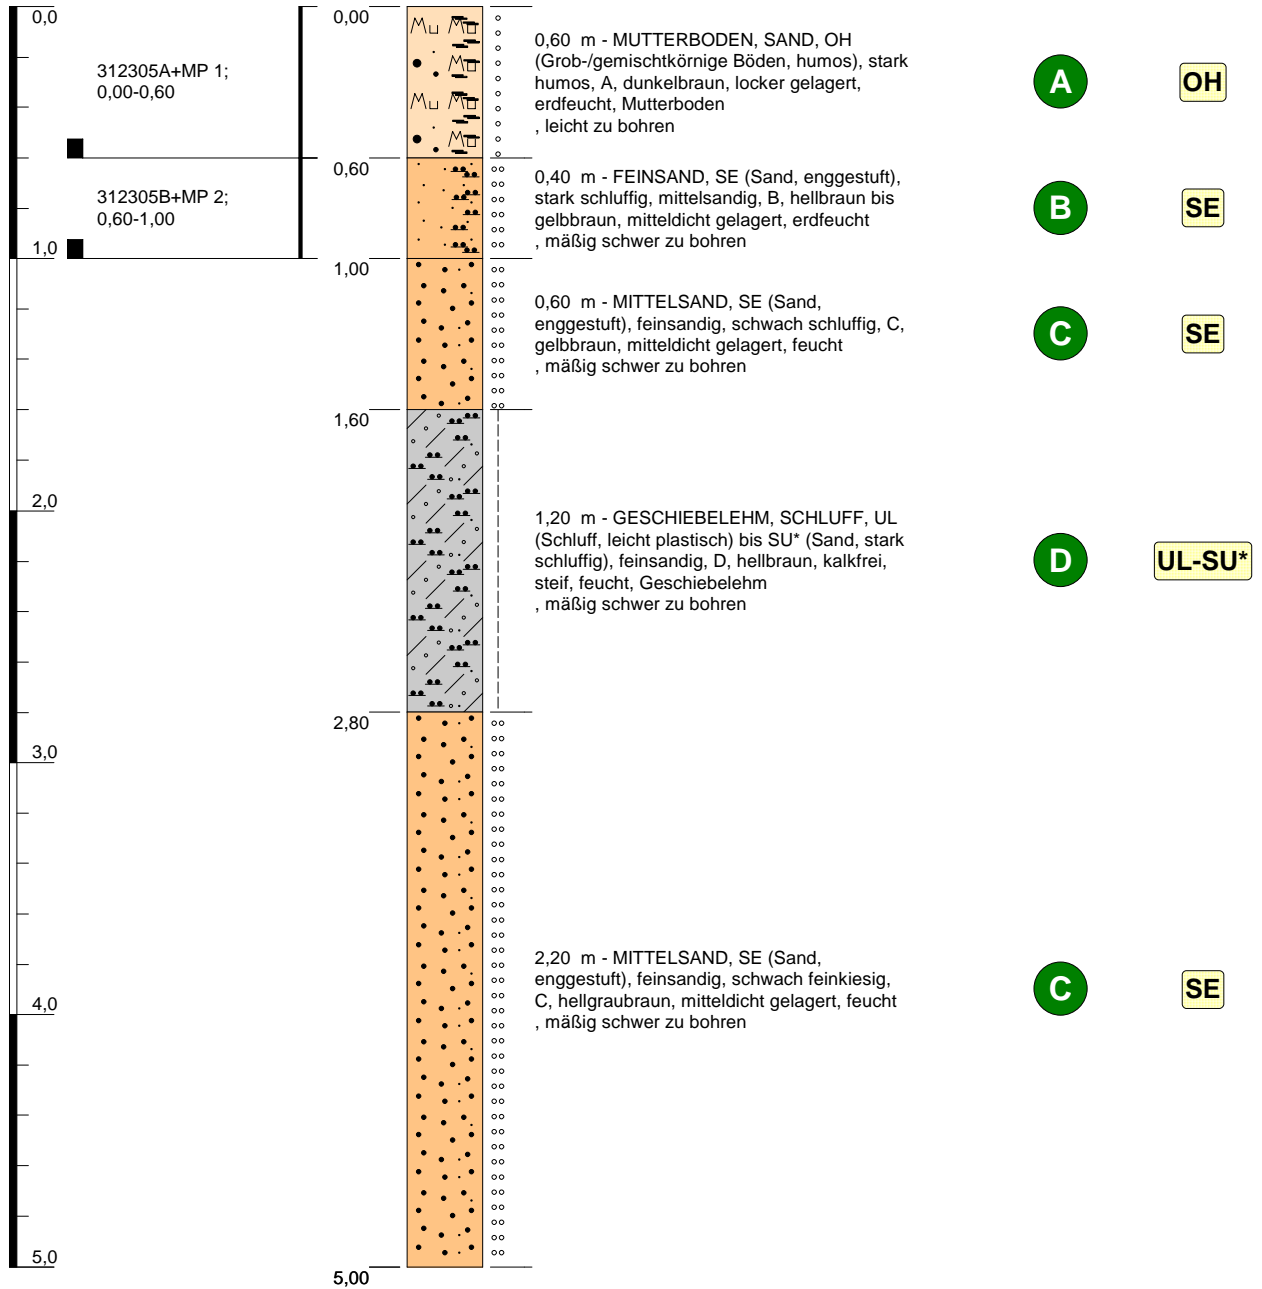 0,0
0,00
312305A+MP 1;
0,00-0,60
0,60 m - MUTTERBODEN, SAND, OH
(Grob-/gemischtkörnige Böden, humos), stark
humos, A, dunkelbraun, locker gelagert,
erdfeucht, Mutterboden
, leicht zu bohren
A
OH
0,60
312305B+MP 2;
0,60-1,00
0,40 m - FEINSAND, SE (Sand, enggestuft),
stark schluffig, mittelsandig, B, hellbraun bis
gelbbraun, mitteldicht gelagert, erdfeucht
, mäßig schwer zu bohren
B
SE
1,0
1,00
0,60 m - MITTELSAND, SE (Sand,
enggestuft), feinsandig, schwach schluffig, C,
gelbbraun, mitteldicht gelagert, feucht
, mäßig schwer zu bohren
C
SE
1,60
2,0
1,20 m - GESCHIEBELEHM, SCHLUFF, UL
(Schluff, leicht plastisch) bis SU* (Sand, stark
schluffig), feinsandig, D, hellbraun, kalkfrei,
steif, feucht, Geschiebelehm
, mäßig schwer zu bohren
D
UL-SU*
2,80
3,0
2,20 m - MITTELSAND, SE (Sand,
enggestuft), feinsandig, schwach feinkiesig,
C, hellgraubraun, mitteldicht gelagert, feucht
, mäßig schwer zu bohren
C
SE
4,0
5,0
5,00